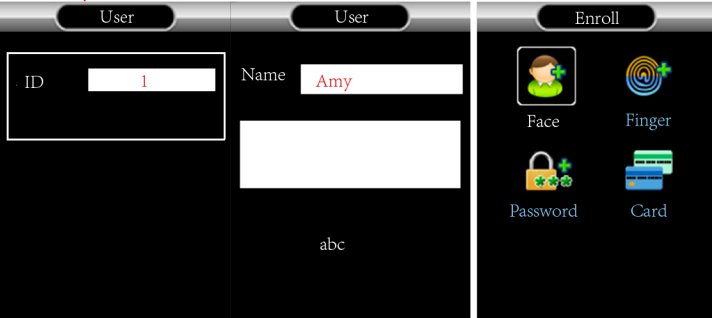 User
ID 1
User
Name Amy
abc
Enroll
Face Finger
Password Card